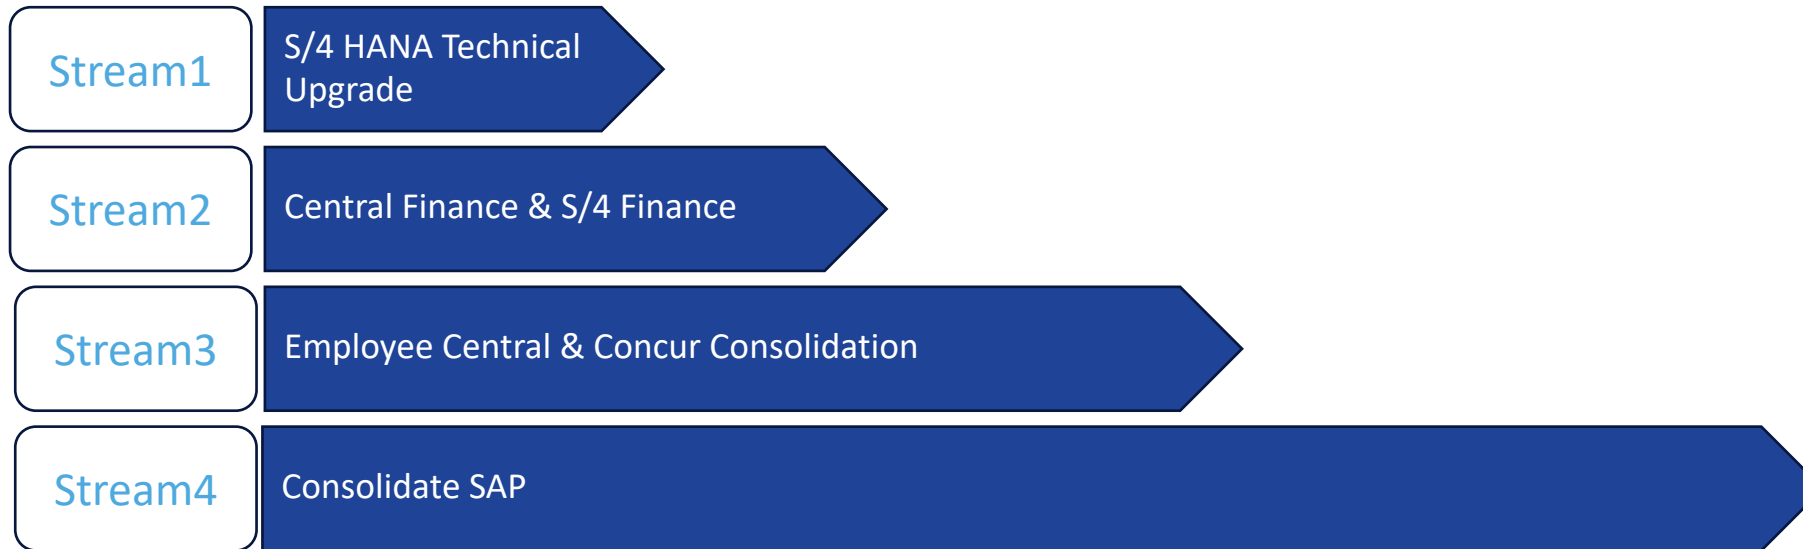 Stream1
S/4 HANA Technical
Upgrade
Stream2
Central Finance & S/4 Finance
Stream3
Employee Central & Concur Consolidation
Stream4
Consolidate SAP